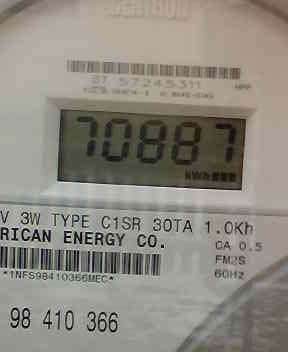 57245311
70887
kWh
V 3W TYPE C1SR 30TA 1.0Kh
RICAN ENERGY CO.
CA 0.5
FM2S
60Hz
*1NFS98410366MEC*
98 410 366